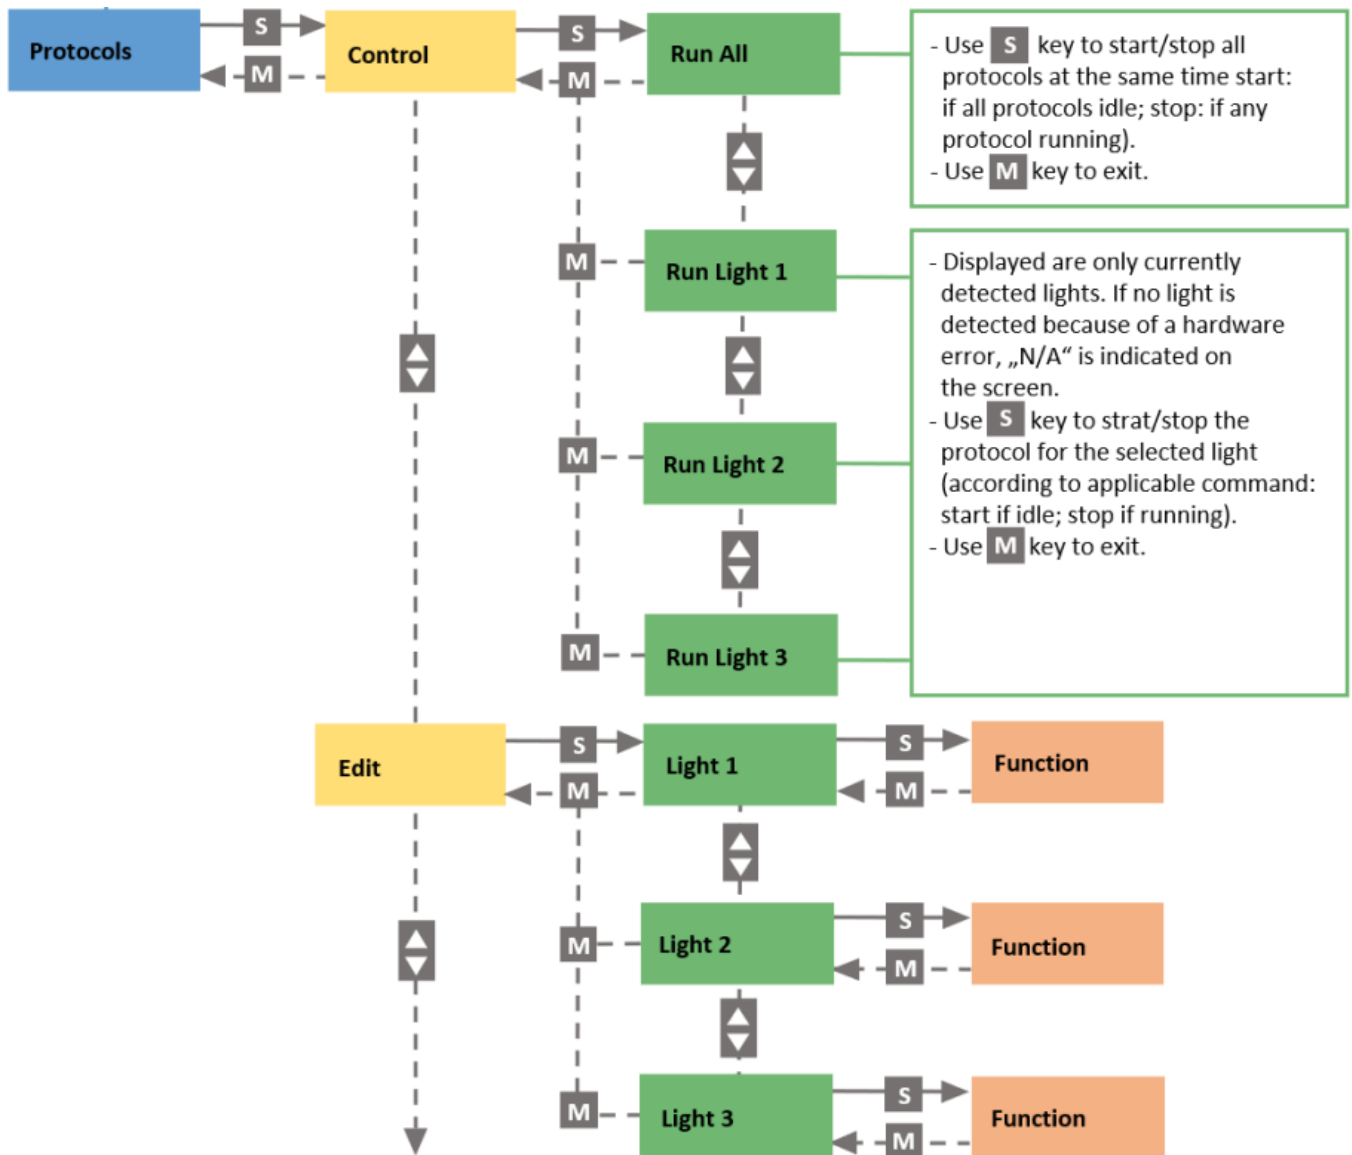 Protocols
S
M
Control
S
M
Run All
- Use S key to start/stop all
protocols at the same time start:
if all protocols idle; stop: if any
protocol running).
- Use M key to exit.
M
Run Light 1
- Displayed are only currently
detected lights. If no light is
detected because of a hardware
error, „N/A“ is indicated on
the screen.
- Use S key to strat/stop the
protocol for the selected light
(according to applicable command:
start if idle; stop if running).
- Use M key to exit.
M
Run Light 2
M
Run Light 3
Edit
S
M
Light 1
S
M
Function
M
Light 2
S
M
Function
M
Light 3
S
M
Function